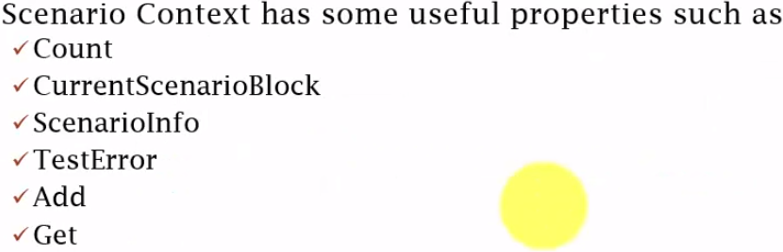 Scenario Context has some useful properties such as
✓Count
✓CurrentScenarioBlock
✓ScenarioInfo
✓TestError
✓Add
✓Get